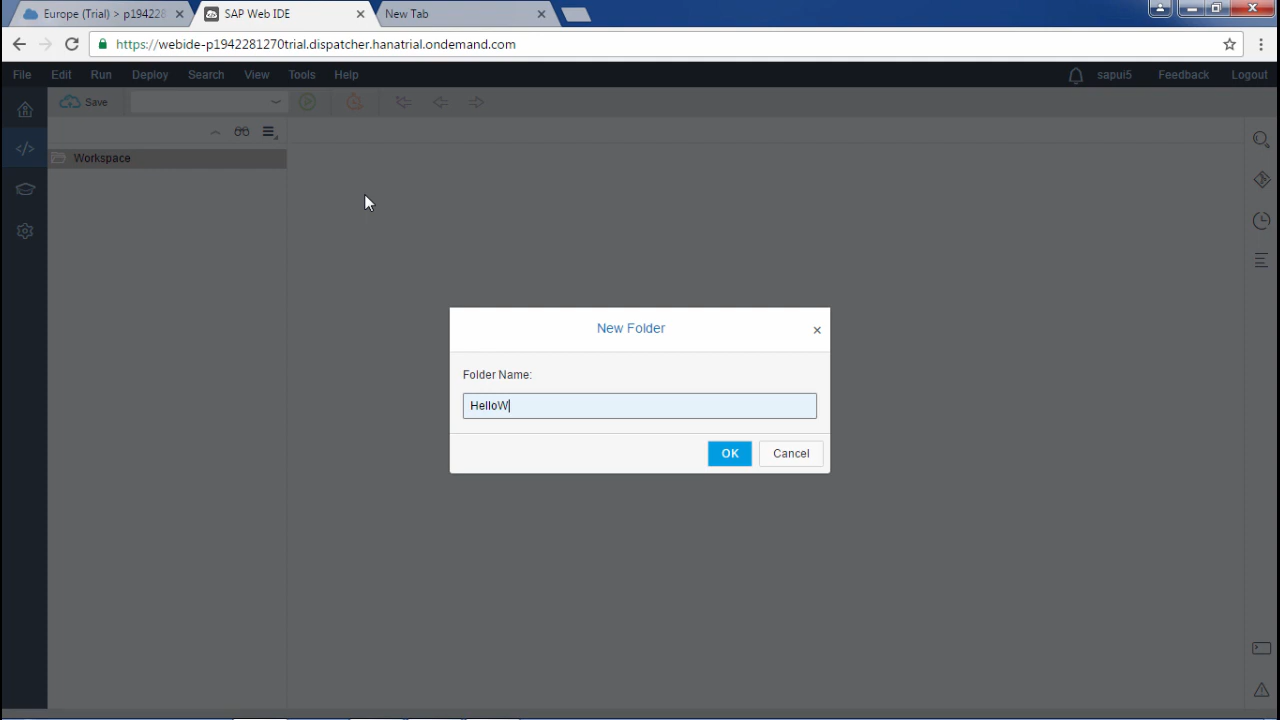 Europe (Trial) > p194228
SAP Web IDE
New Tab
https://webide-p1942281270trial.dispatcher.hanatrial.ondemand.com
File Edit Run Deploy Search View Tools Help
sapui5 Feedback Logout
Save
Workspace
New Folder
Folder Name:
HelloW
OK Cancel